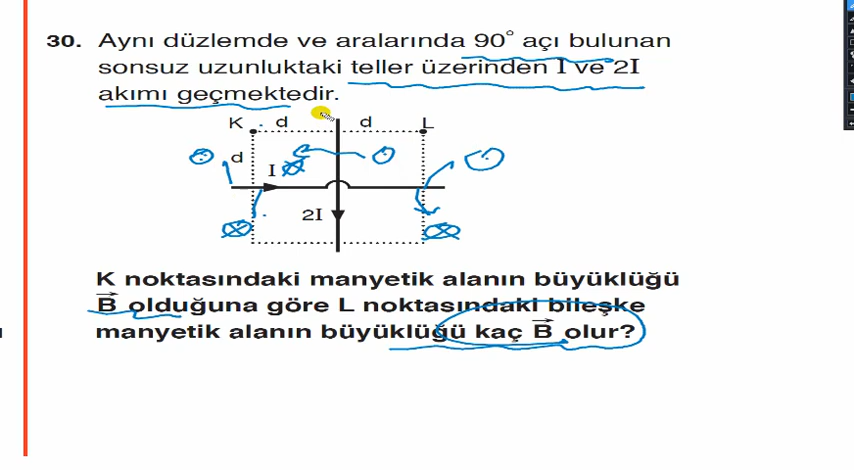 30. Aynı düzlemde ve aralarında 90° açı bulunan
sonsuz uzunluktaki teller üzerinden I ve 2I
akımı geçmektedir.
K d d L
d
I
2I
K noktasındaki manyetik alanın büyüklüğü
B⃗ olduğuna göre L noktasındaki bileşke
manyetik alanın büyüklüğü kaç B⃗ olur?